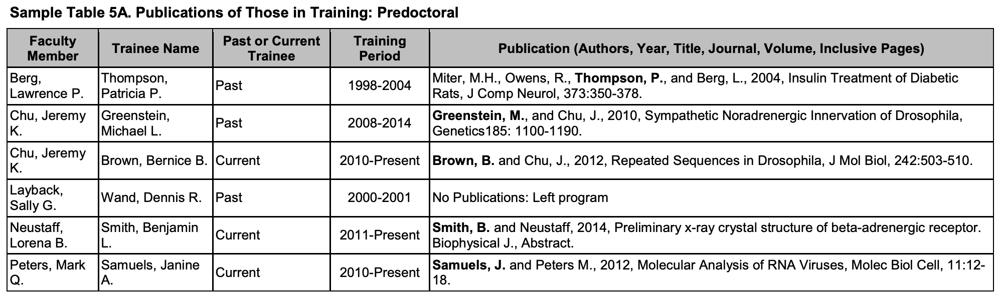 Sample Table 5A. Publications of Those in Training: Predoctoral
Faculty
Member
Trainee Name
Past or Current
Trainee
Training
Period
Publication (Authors, Year, Title, Journal, Volume, Inclusive Pages)
Berg,
Lawrence P.
Thompson,
Patricia P.
Past
1998-2004
Miter, M.H., Owens, R., Thompson, P., and Berg, L., 2004, Insulin Treatment of Diabetic
Rats, J Comp Neurol, 373:350-378.
Chu, Jeremy
K.
Greenstein,
Michael L.
Past
2008-2014
Greenstein, M., and Chu, J., 2010, Sympathetic Noradrenergic Innervation of Drosophila,
Genetics185: 1100-1190.
Chu, Jeremy
K.
Brown, Bernice B.
Current
2010-Present
Brown, B. and Chu, J., 2012, Repeated Sequences in Drosophila, J Mol Biol, 242:503-510.
Layback,
Sally G.
Wand, Dennis R.
Past
2000-2001
No Publications: Left program
Neustaff,
Lorena B.
Smith, Benjamin
L.
Current
2011-Present
Smith, B. and Neustaff, 2014, Preliminary x-ray crystal structure of beta-adrenergic receptor.
Biophysical J., Abstract.
Peters, Mark
Q.
Samuels, Janine
A.
Current
2010-Present
Samuels, J. and Peters M., 2012, Molecular Analysis of RNA Viruses, Molec Biol Cell, 11:12-
18.